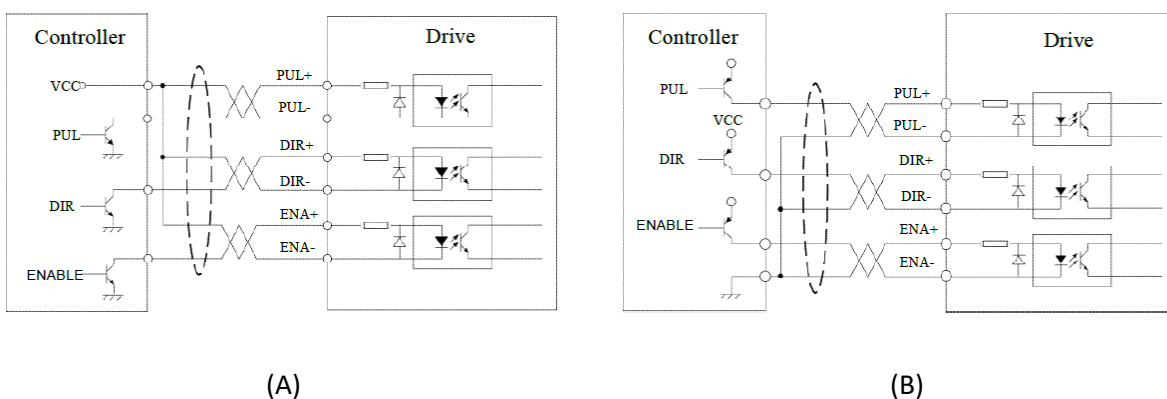 Controller
Drive
VCC
PUL+
PUL-
PUL
DIR+
DIR-
DIR
ENA+
ENA-
ENABLE
(A)
Controller
Drive
PUL
PUL+
VCC
PUL-
DIR
DIR+
DIR-
ENABLE
ENA+
ENA-
(B)